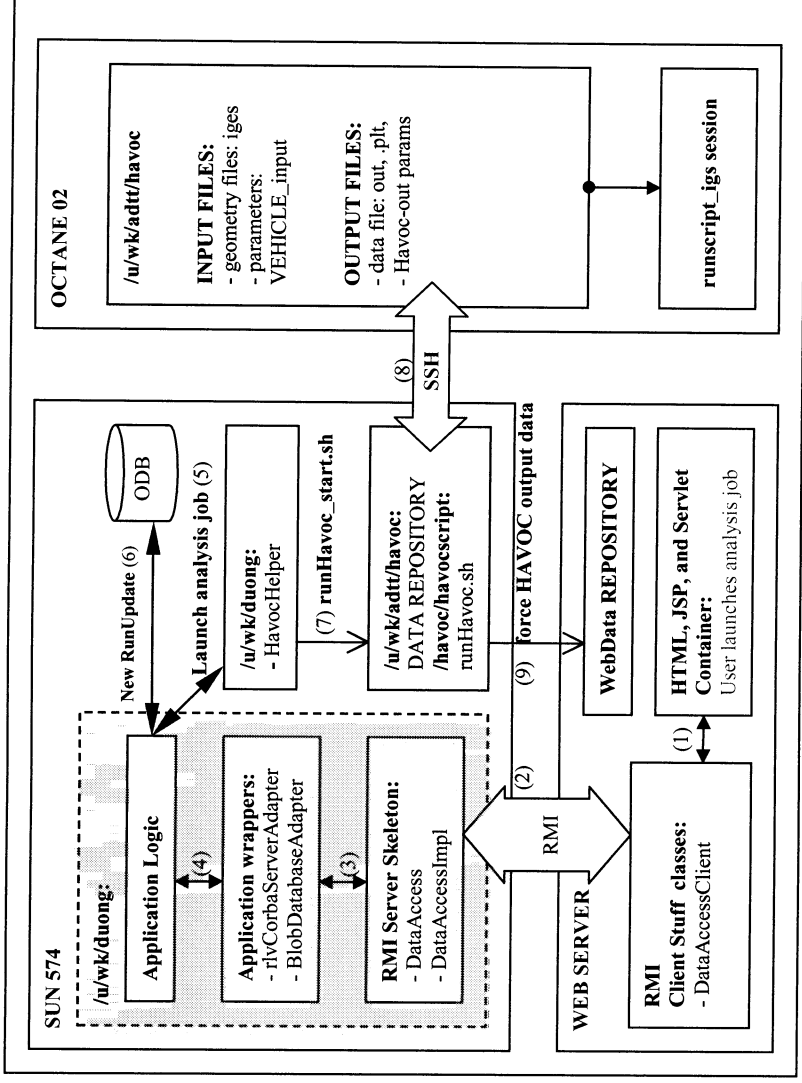 SUN 574
/u/wk/duong:
Application Logic
(4)
Application wrappers:
- rlvCorbaServerAdapter
- BlobDatabaseAdapter
(3)
RMI Server Skeleton:
- DataAccess
- DataAccessImpl
New RunUpdate (6)
ODB
Launch analysis job (5)
/u/wk/duong:
- HavocHelper
(7) runHavoc_start.sh
/u/wk/adtt/havoc:
DATA REPOSITORY
/havoc/havocscript:
runHavoc.sh
(8)
SSH
OCTANE 02
/u/wk/adtt/havoc
INPUT FILES:
- geometry files: iges
- parameters:
VEHICLE_input
OUTPUT FILES:
- data file: out, .plt,
- Havoc-out params
runscript_igs session
(2)
RMI
(9) force HAVOC output data
WEB SERVER
RMI
Client Stuff classes:
- DataAccessClient
(1)
WebData REPOSITORY
HTML, JSP, and Servlet
Container:
User launches analysis job